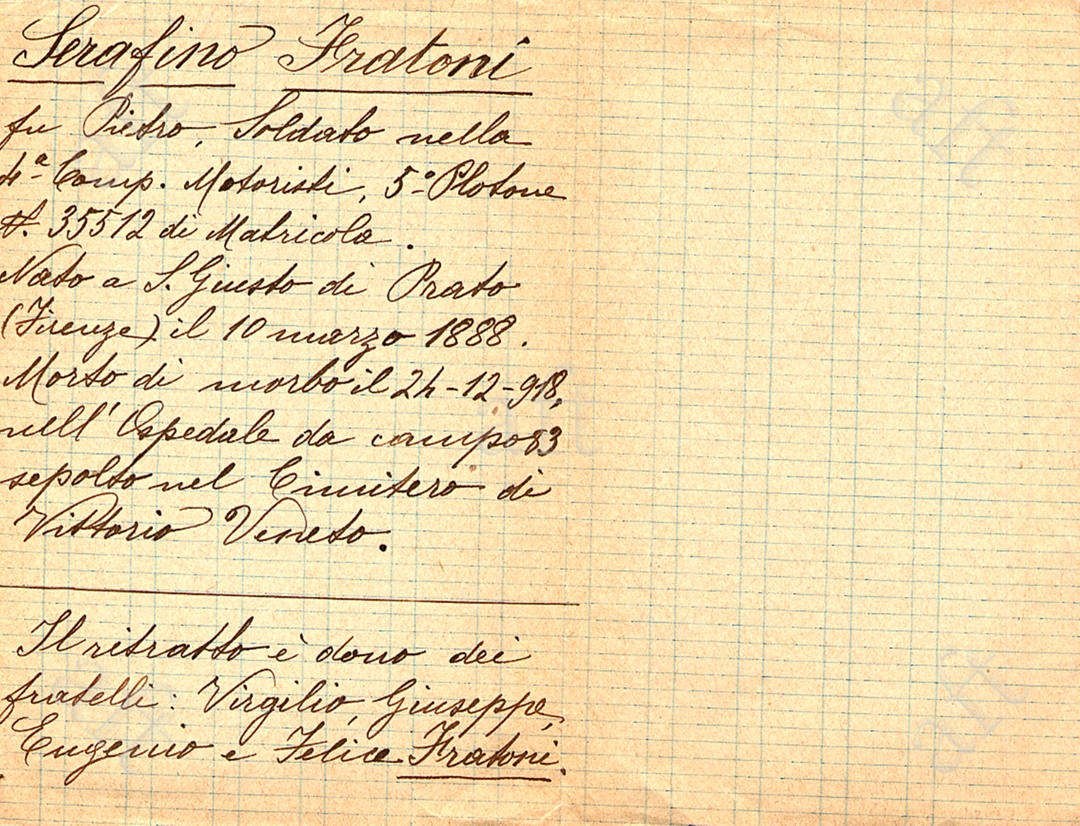 Serafino Fratoni
fu Pietro, Soldato nella
4ª Comp. Motoristi, 5º Plotone
N. 35512 di Matricola.
Nato a S. Giusto di Prato
(Firenze) il 10 marzo 1888.
Morto di morbo il 24-12-918,
nell'Ospedale da campo 83
sepolto nel Cimitero di
Vittorio Veneto.
Il ritratto è dono dei
fratelli: Virgilio, Giuseppe,
Eugenio e Felice Fratoni.